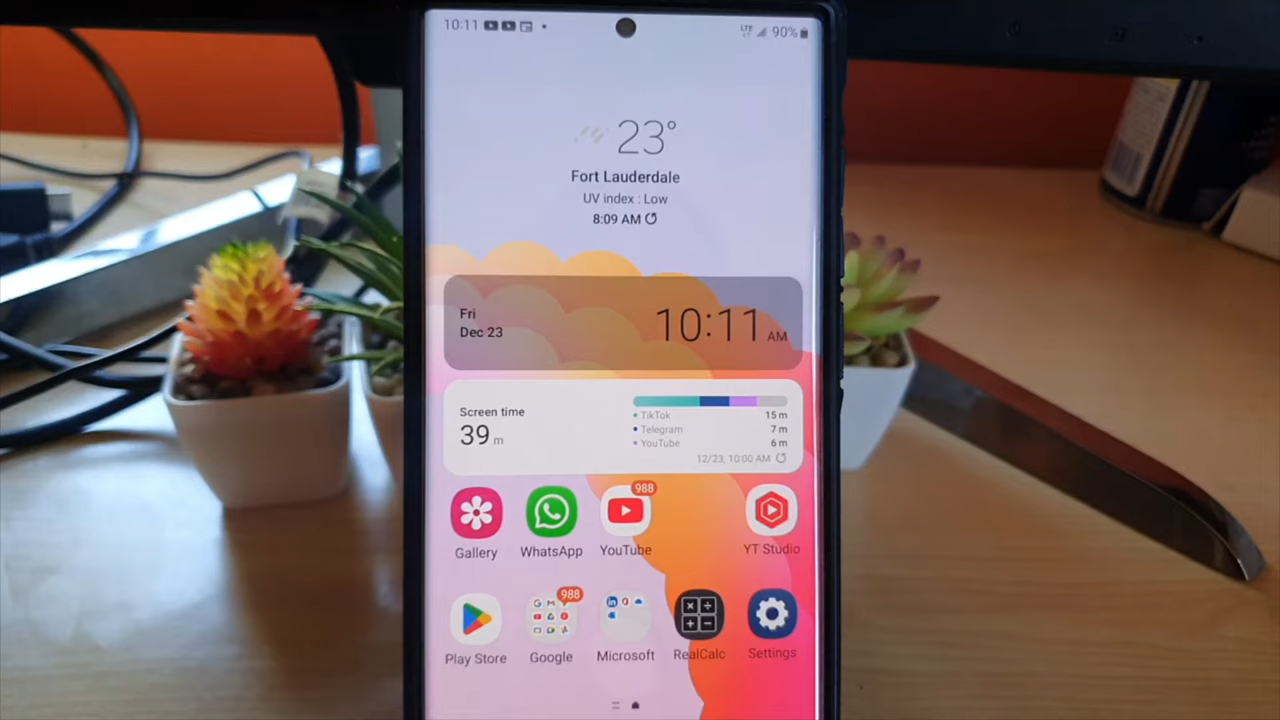 10:11
LTE
90%
23°
Fort Lauderdale
UV index : Low
8:09 AM
Fri
Dec 23
10:11 AM
Screen time
39 m
TikTok 15 m
Telegram 7 m
YouTube 6 m
12/23, 10:00 AM
988
Gallery WhatsApp YouTube YT Studio
988
Play Store Google Microsoft RealCalc Settings